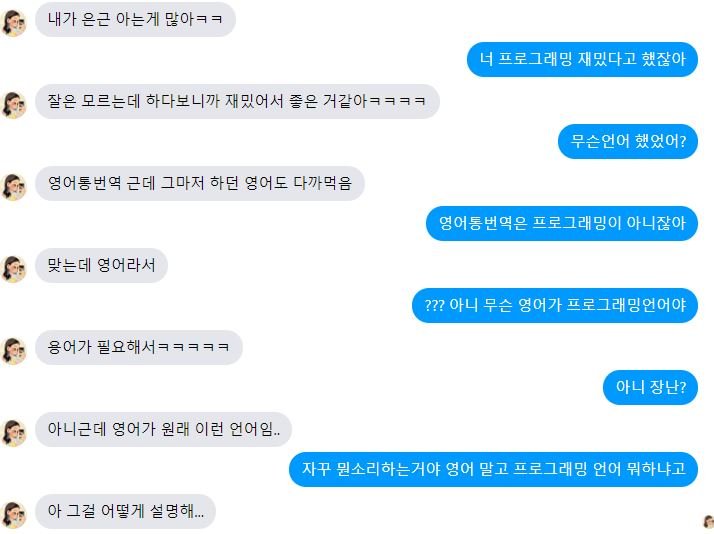 내가 은근 아는게 많아ㅋㅋ
너 프로그래밍 재밌다고 했잖아
잘은 모르는데 하다보니까 재밌어서 좋은 거같아ㅋㅋㅋㅋ
무슨언어 했었어?
영어통번역 근데 그마저 하던 영어도 다까먹음
영어통번역은 프로그래밍이 아니잖아
맞는데 영어라서
??? 아니 무슨 영어가 프로그래밍언어야
용어가 필요해서ㅋㅋㅋㅋㅋ
아니 장난?
아니근데 영어가 원래 이런 언어임..
자꾸 뭔소리하는거야 영어 말고 프로그래밍 언어 뭐하냐고
아 그걸 어떻게 설명해...